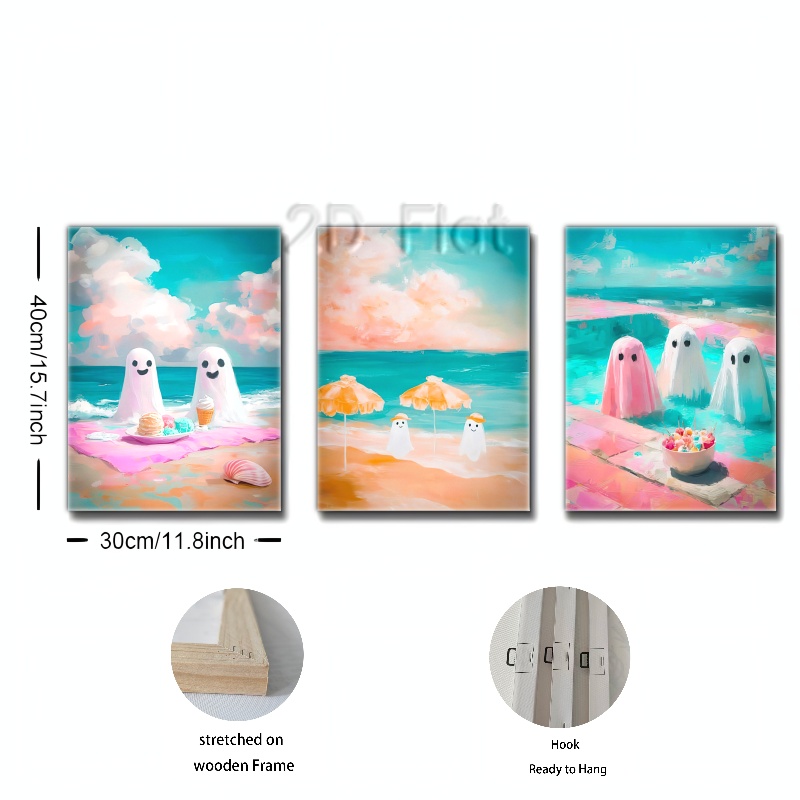 2D Flat
40cm/15.7inch
30cm/11.8inch
stretched on
wooden Frame
Hook
Ready to Hang